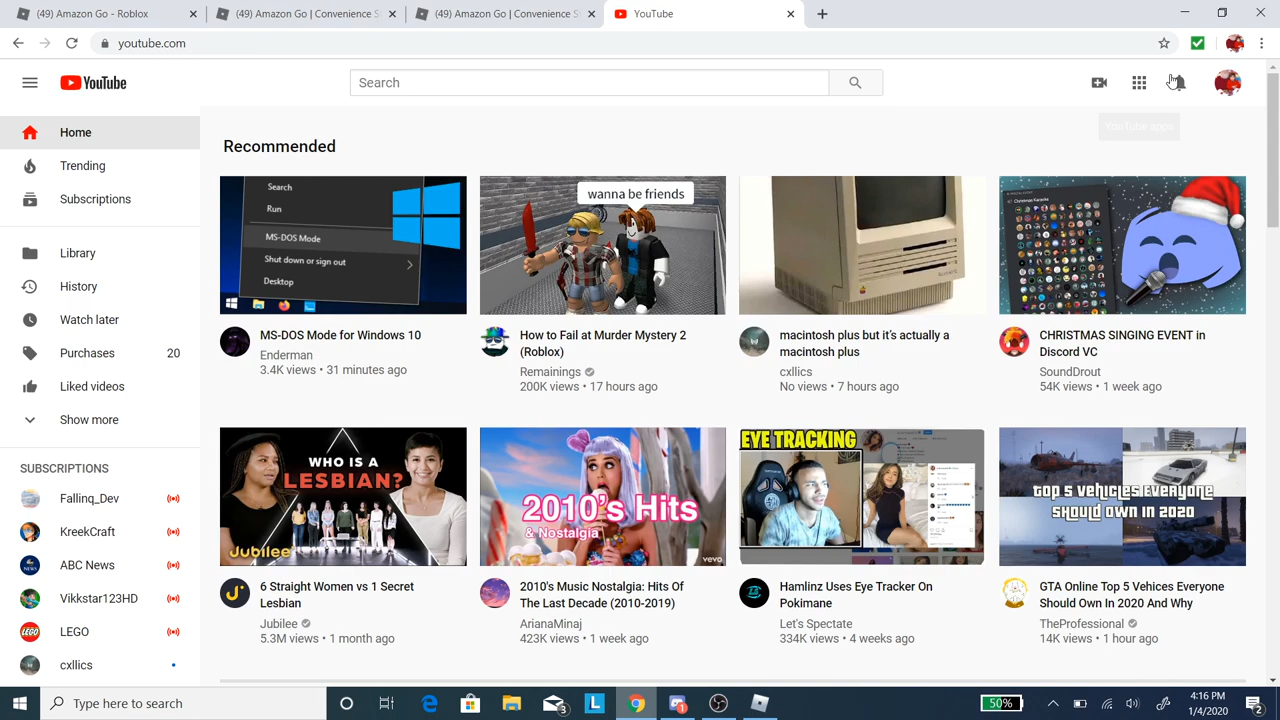 (49) Amazon Go - Roblox
(49) Amazon Go | Convenience S
(49) Amazon Go | Convenience S
YouTube
youtube.com
YouTube
Search
YouTube apps
Home
Trending
Subscriptions
Library
History
Watch later
Purchases 20
Liked videos
Show more
SUBSCRIPTIONS
Fallinq_Dev
KreekCraft
ABC News
Vikkstar123HD
LEGO
cxllics
Recommended
Search
Run
MS-DOS Mode
Shut down or sign out
Desktop
MS-DOS Mode for Windows 10
Enderman
3.4K views • 31 minutes ago
wanna be friends
How to Fail at Murder Mystery 2
(Roblox)
Remainings
200K views • 17 hours ago
macintosh plus but it's actually a
macintosh plus
cxllics
No views • 7 hours ago
Christmas Karaoke
CHRISTMAS SINGING EVENT in
Discord VC
SoundDrout
54K views • 1 week ago
WHO IS A
LESBIAN?
Jubilee
6 Straight Women vs 1 Secret
Lesbian
Jubilee
5.3M views • 1 month ago
2010's Hits
& Nostalgia
vevo
2010's Music Nostalgia: Hits Of
The Last Decade (2010-2019)
ArianaMinaj
423K views • 1 week ago
EYE TRACKING
Hamlinz Uses Eye Tracker On
Pokimane
Let's Spectate
334K views • 4 weeks ago
TOP 5 VEHICLES EVERYONE
SHOULD OWN IN 2020
GTA Online Top 5 Vehices Everyone
Should Own In 2020 And Why
TheProfessional
14K views • 1 hour ago
Type here to search
3
L
1
50%
4:16 PM
1/4/2020
2